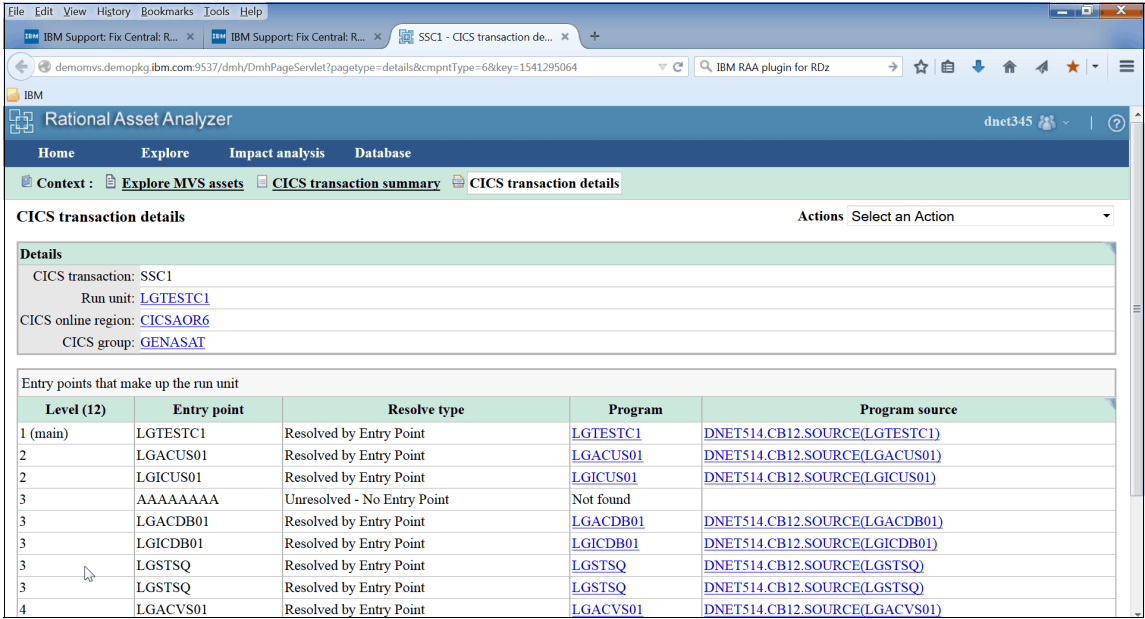 File Edit View History Bookmarks Tools Help
IBM IBM Support: Fix Central: R... × IBM IBM Support: Fix Central: R... × SSC1 - CICS transaction de... × +
demomvs.demopkg.ibm.com:9537/dmh/DmhPageServlet?pagetype=details&cmpntType=6&key=1541295064 IBM RAA plugin for RDz
IBM
Rational Asset Analyzer dnet345 | ?
Home Explore Impact analysis Database
Context : Explore MVS assets CICS transaction summary CICS transaction details
CICS transaction details Actions Select an Action
Details
CICS transaction: SSC1
Run unit: LGTESTC1
CICS online region: CICSAOR6
CICS group: GENASAT
Entry points that make up the run unit
Level (12) Entry point Resolve type Program Program source
1 (main) LGTESTC1 Resolved by Entry Point LGTESTC1 DNET514.CB12.SOURCE(LGTESTC1)
2 LGACUS01 Resolved by Entry Point LGACUS01 DNET514.CB12.SOURCE(LGACUS01)
2 LGICUS01 Resolved by Entry Point LGICUS01 DNET514.CB12.SOURCE(LGICUS01)
3 AAAAAAAA Unresolved - No Entry Point Not found
3 LGACDB01 Resolved by Entry Point LGACDB01 DNET514.CB12.SOURCE(LGACDB01)
3 LGICDB01 Resolved by Entry Point LGICDB01 DNET514.CB12.SOURCE(LGICDB01)
3 LGSTSQ Resolved by Entry Point LGSTSQ DNET514.CB12.SOURCE(LGSTSQ)
3 LGSTSQ Resolved by Entry Point LGSTSQ DNET514.CB12.SOURCE(LGSTSQ)
4 LGACVS01 Resolved by Entry Point LGACVS01 DNET514.CB12.SOURCE(LGACVS01)